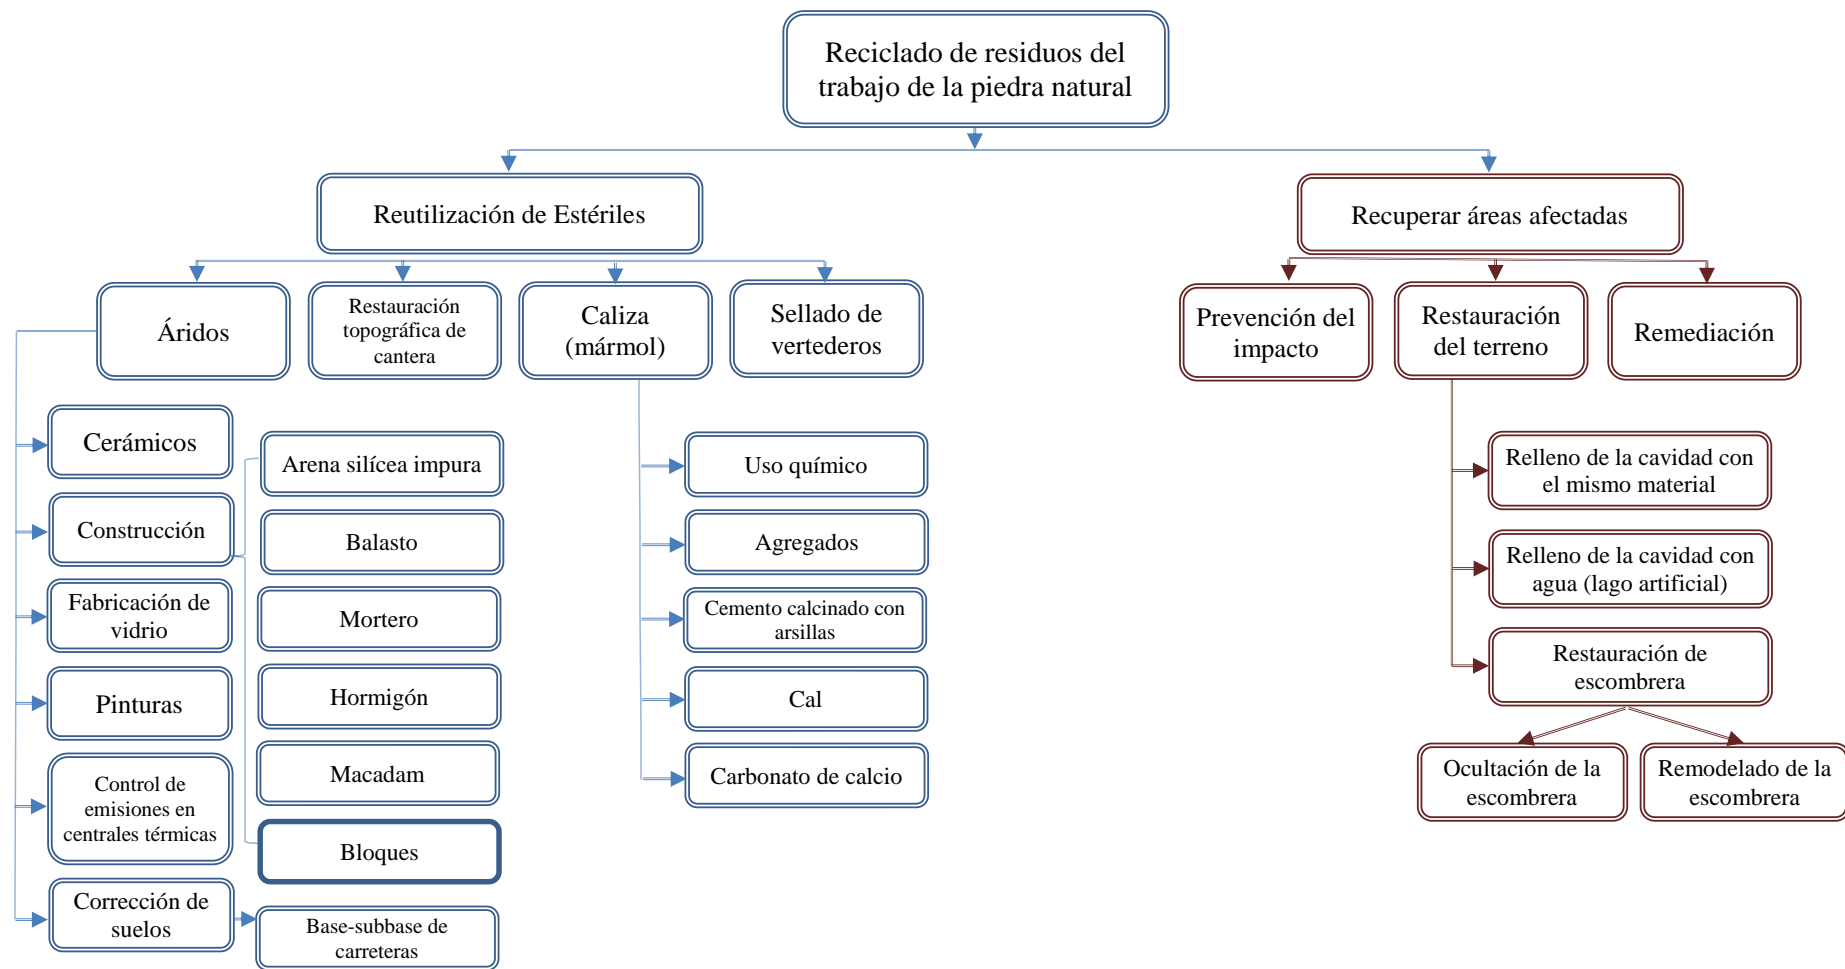 Reciclado de residuos del
trabajo de la piedra natural
Reutilización de Estériles
Recuperar áreas afectadas
Áridos
Restauración
topográfica de
cantera
Caliza
(mármol)
Sellado de
vertederos
Prevención del
impacto
Restauración
del terreno
Remediación
Cerámicos
Construcción
Fabricación de
vidrio
Pinturas
Control de
emisiones en
centrales térmicas
Corrección de
suelos
Arena silícea impura
Balasto
Mortero
Hormigón
Macadam
Bloques
Base-subbase de
carreteras
Uso químico
Agregados
Cemento calcinado con
arsillas
Cal
Carbonato de calcio
Relleno de la cavidad con
el mismo material
Relleno de la cavidad con
agua (lago artificial)
Restauración de
escombrera
Ocultación de la
escombrera
Remodelado de la
escombrera